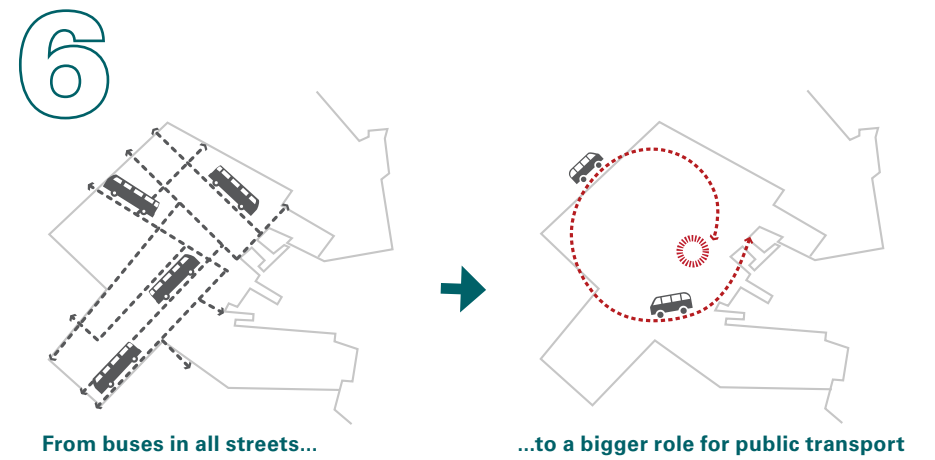 6
From buses in all streets...
...to a bigger role for public transport